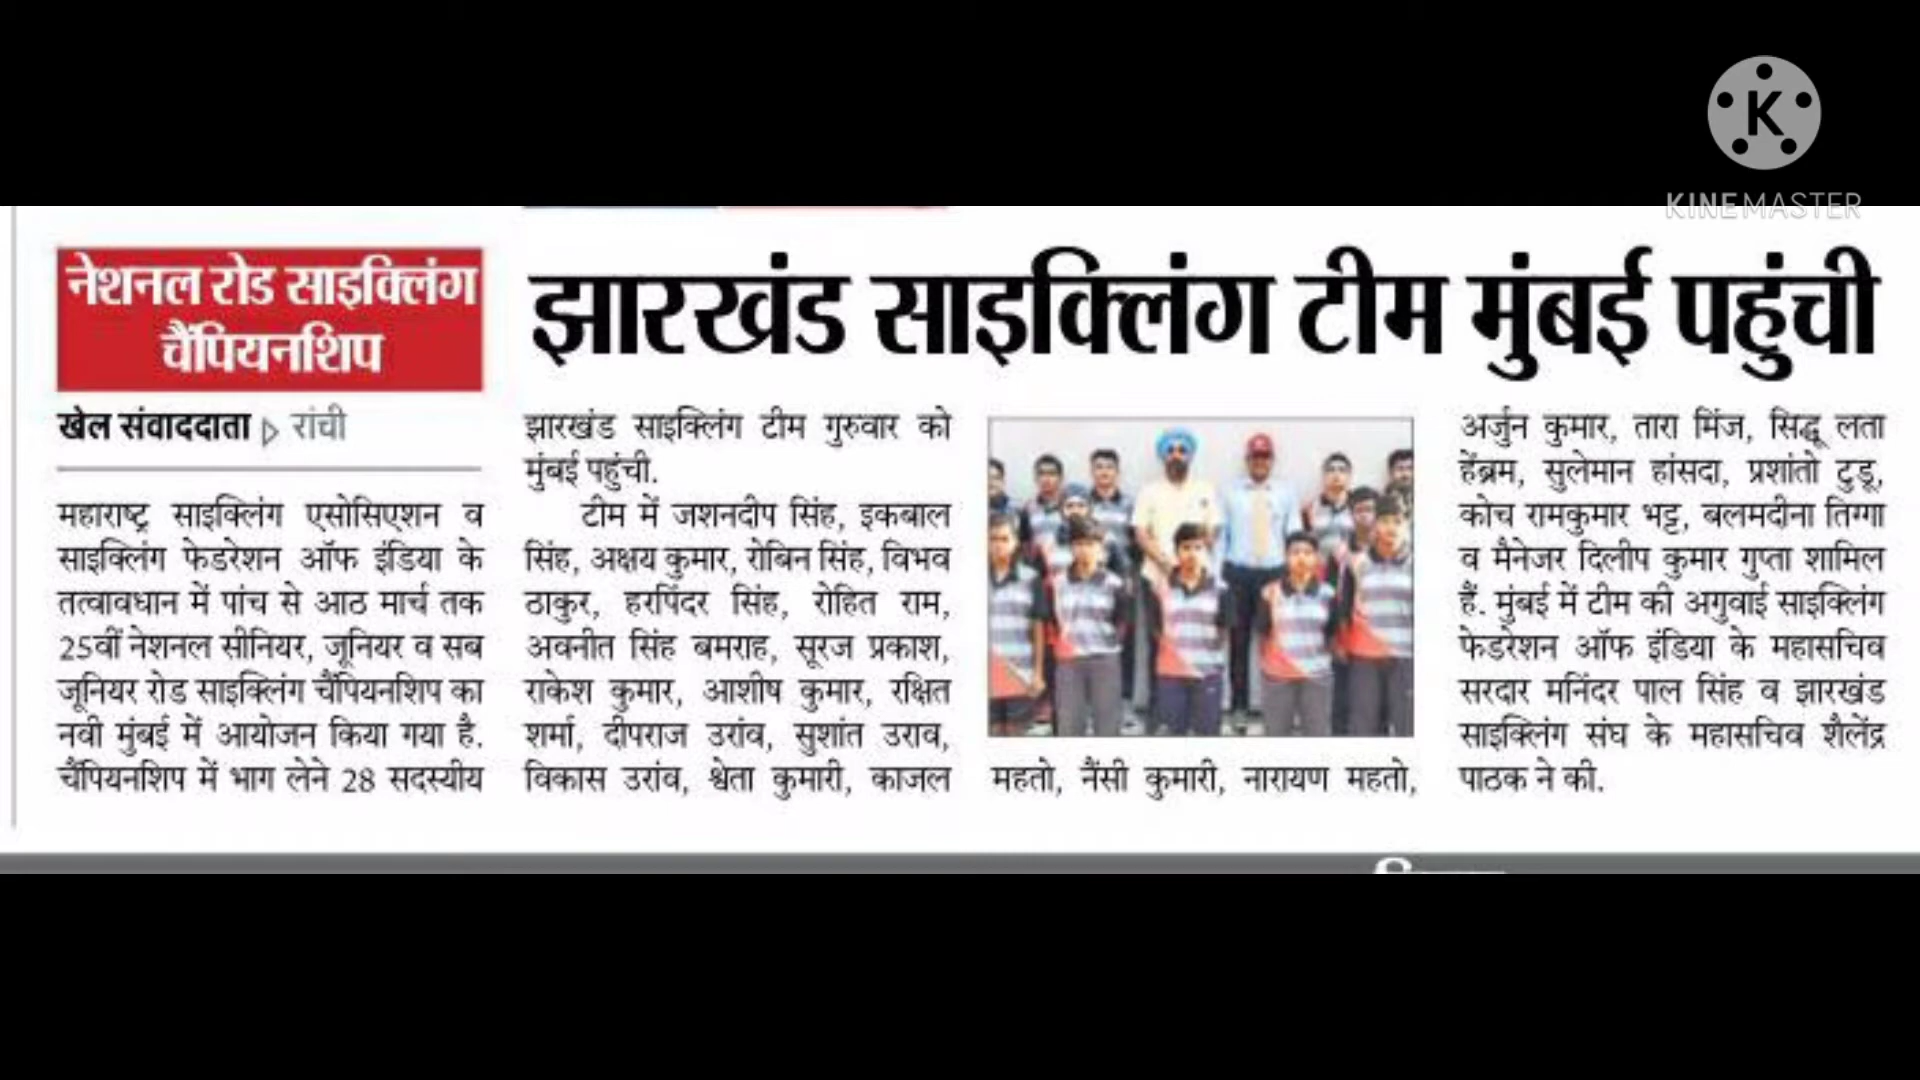 K
KINEMASTER
नेशनल रोड साइक्लिंग
चैंपियनशिप
झारखंड साइक्लिंग टीम मुंबई पहुंची
खेल संवाददाता ▷ रांची
महाराष्ट्र साइक्लिंग एसोसिएशन व
साइक्लिंग फेडरेशन ऑफ इंडिया के
तत्वावधान में पांच से आठ मार्च तक
25वीं नेशनल सीनियर, जूनियर व सब
जूनियर रोड साइक्लिंग चैंपियनशिप का
नवी मुंबई में आयोजन किया गया है.
चैंपियनशिप में भाग लेने 28 सदस्यीय
झारखंड साइक्लिंग टीम गुरुवार को
मुंबई पहुंची.
टीम में जशनदीप सिंह, इकबाल
सिंह, अक्षय कुमार, रोबिन सिंह, विभव
ठाकुर, हरपिंदर सिंह, रोहित राम,
अवनीत सिंह बमराह, सूरज प्रकाश,
राकेश कुमार, आशीष कुमार, रक्षित
शर्मा, दीपराज उरांव, सुशांत उराव,
विकास उरांव, श्वेता कुमारी, काजल
महतो, नैंसी कुमारी, नारायण महतो,
अर्जुन कुमार, तारा मिंज, सिद्धू लता
हेंब्रम, सुलेमान हांसदा, प्रशांतो टुडू,
कोच रामकुमार भट्ट, बलमदीना तिग्गा
व मैनेजर दिलीप कुमार गुप्ता शामिल
हैं. मुंबई में टीम की अगुवाई साइक्लिंग
फेडरेशन ऑफ इंडिया के महासचिव
सरदार मनिंदर पाल सिंह व झारखंड
साइक्लिंग संघ के महासचिव शैलेंद्र
पाठक ने की.